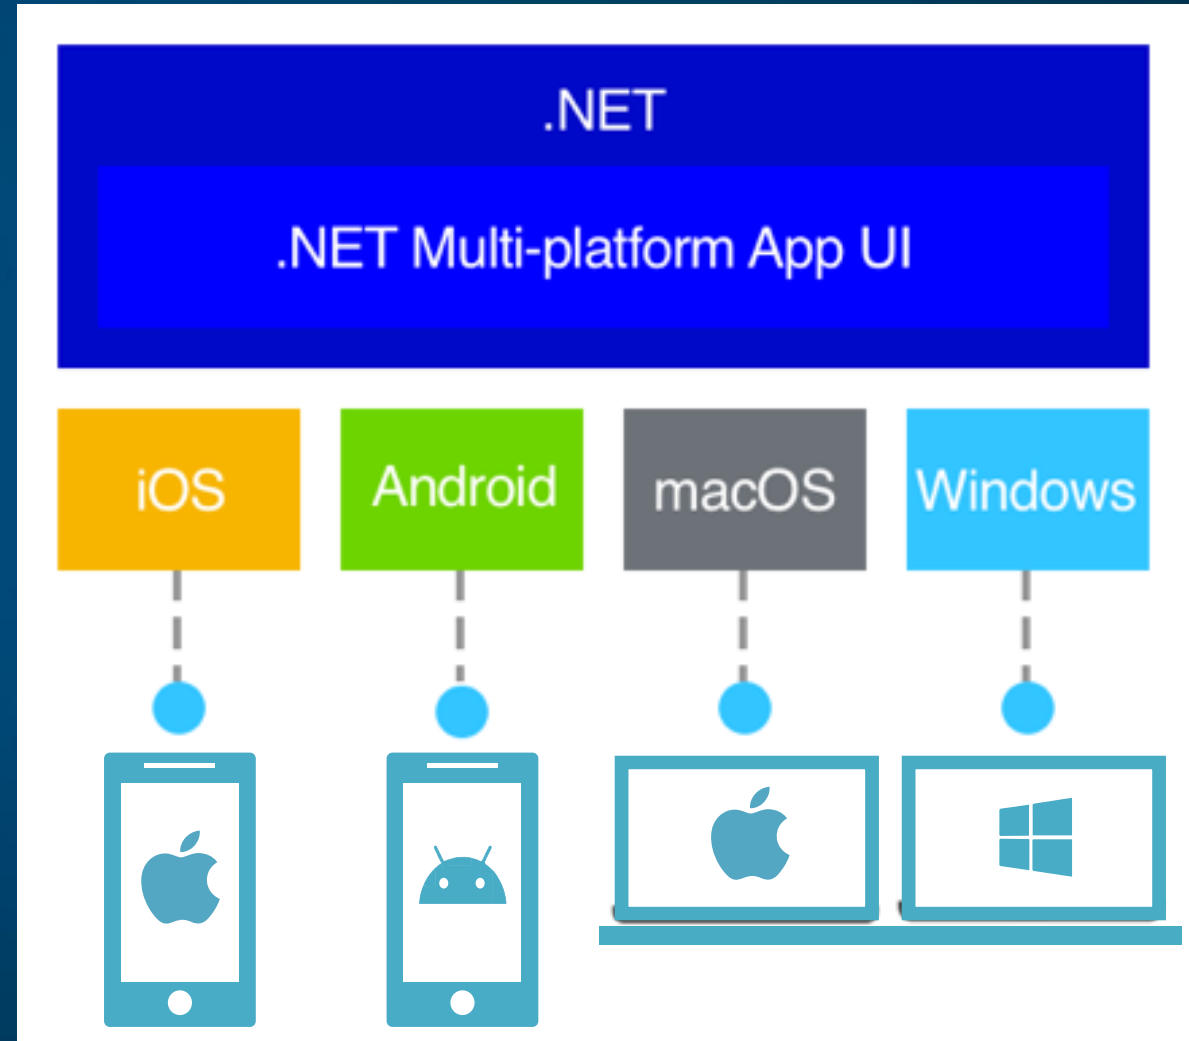 .NET
.NET Multi-platform App UI
iOS
Android
macOS
Windows